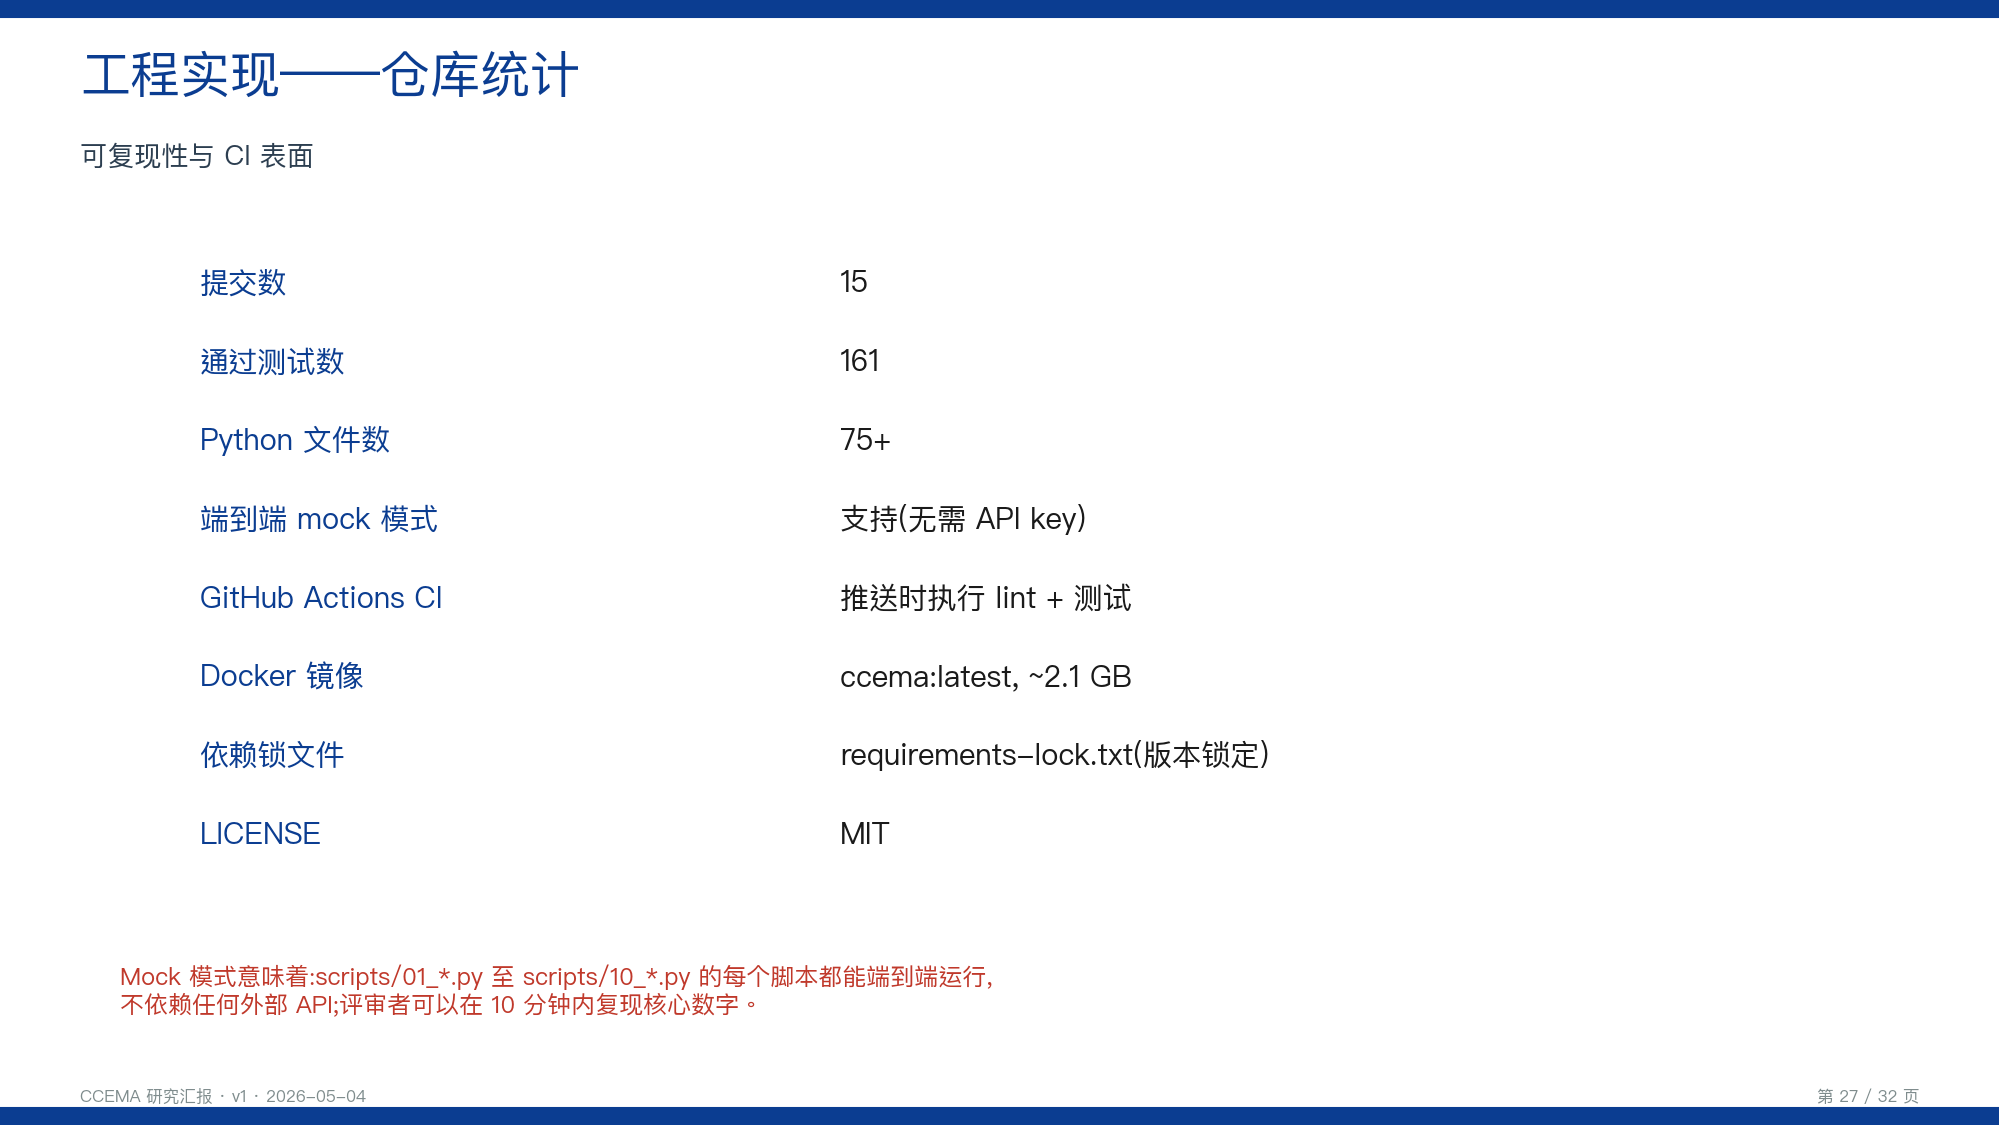 工程实现——仓库统计
可复现性与 CI 表面
提交数 15
通过测试数 161
Python 文件数 75+
端到端 mock 模式 支持(无需 API key)
GitHub Actions CI 推送时执行 lint + 测试
Docker 镜像 ccema:latest, ~2.1 GB
依赖锁文件 requirements-lock.txt(版本锁定)
LICENSE MIT
Mock 模式意味着:scripts/01_*.py 至 scripts/10_*.py 的每个脚本都能端到端运行,
不依赖任何外部 API;评审者可以在 10 分钟内复现核心数字。
CCEMA 研究汇报 · v1 · 2026-05-04
第 27 / 32 页